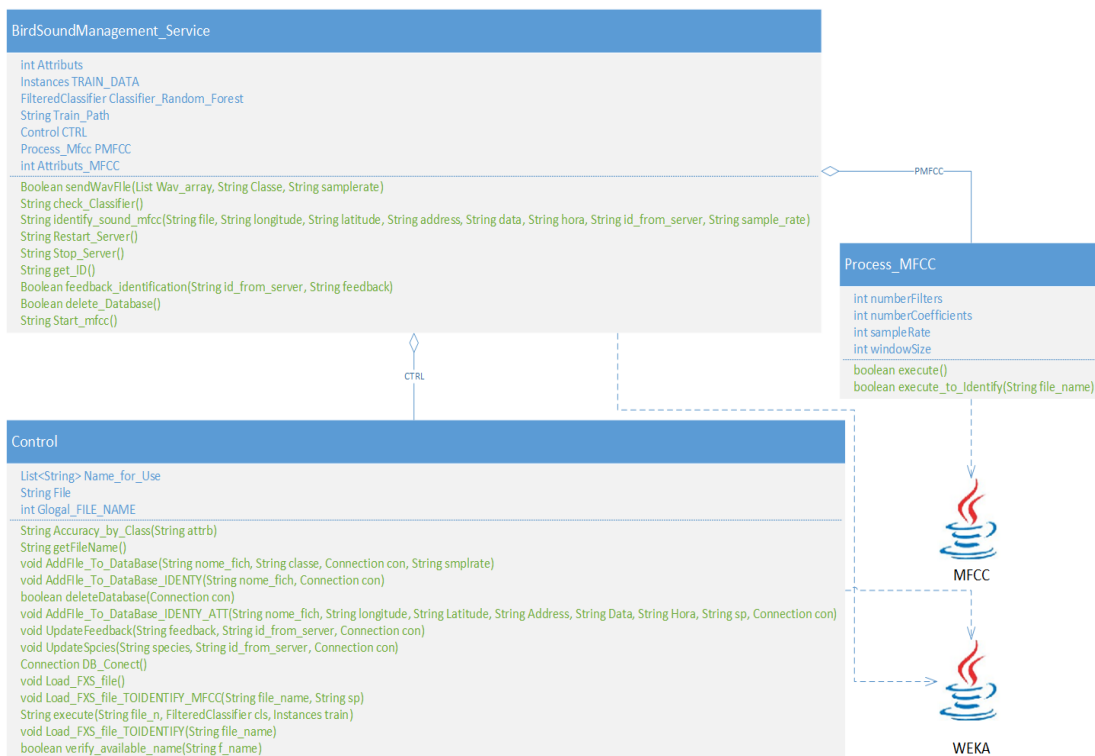 BirdSoundManagement_Service
int Attributs
Instances TRAIN_DATA
FilteredClassifier Classifier_Random_Forest
String Train_Path
Control CTRL
Process_Mfcc PMFCC
int Attributs_MFCC
Boolean sendWavFIle(List Wav_array, String Classe, String samplerate)
String check_Classifier()
String identify_sound_mfcc(String file, String longitude, String latitude, String address, String data, String hora, String id_from_server, String sample_rate)
String Restart_Server()
String Stop_Server()
String get_ID()
Boolean feedback_identification(String id_from_server, String feedback)
Boolean delete_Database()
String Start_mfcc()
PMFCC
Process_MFCC
int numberFilters
int numberCoefficients
int sampleRate
int windowSize
boolean execute()
boolean execute_to_Identify(String file_name)
CTRL
Control
List<String> Name_for_Use
String File
int Glogal_FILE_NAME
String Accuracy_by_Class(String attrb)
String getFileName()
void AddFIle_To_DataBase(String nome_fich, String classe, Connection con, String smplrate)
void AddFIle_To_DataBase_IDENTY(String nome_fich, Connection con)
boolean deleteDatabase(Connection con)
void AddFIle_To_DataBase_IDENTY_ATT(String nome_fich, String longitude, String Latitude, String Address, String Data, String Hora, String sp, Connection con)
void UpdateFeedback(String feedback, String id_from_server, Connection con)
void UpdateSpcies(String species, String id_from_server, Connection con)
Connection DB_Conect()
void Load_FXS_file()
void Load_FXS_file_TOIDENTIFY_MFCC(String file_name, String sp)
String execute(String file_n, FilteredClassifier cls, Instances train)
void Load_FXS_file_TOIDENTIFY(String file_name)
boolean verify_available_name(String f_name)
MFCC
WEKA